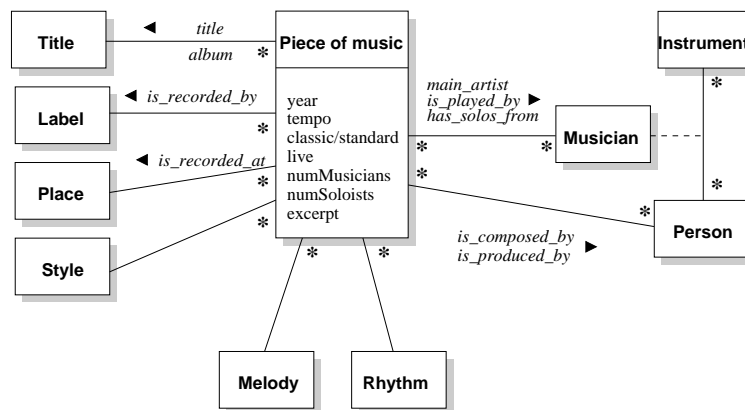 Title
◄ title
album
*
Piece of music
Instrument
*
Label
◄ is_recorded_by
*
year
tempo
classic/standard
live
numMusicians
numSoloists
excerpt
main_artist
is_played_by ►
has_solos_from
*
*
Musician
Place
◄ is_recorded_at
*
*
*
*
Person
Style
*
is_composed_by
is_produced_by ►
*
*
Melody
Rhythm